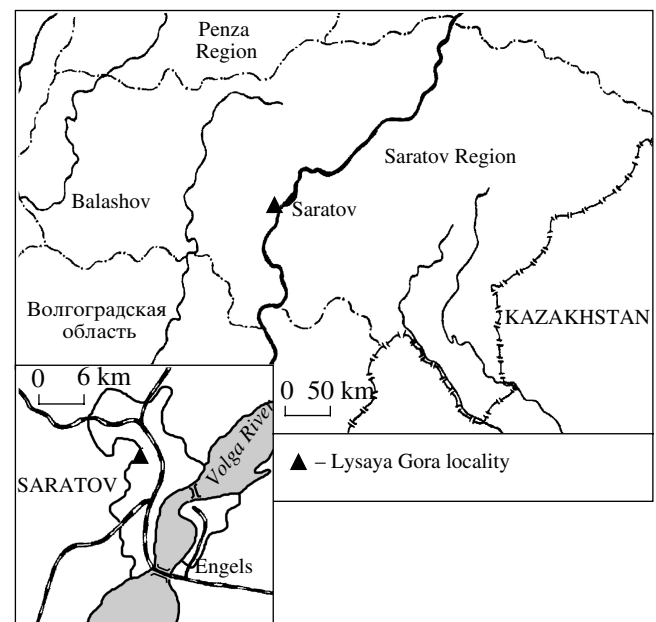 Penza
Region
Saratov Region
Balashov
Saratov
Волгоградская
область
KAZAKHSTAN
0 50 km
0 6 km
Volga River
SARATOV
Engels
▲ – Lysaya Gora locality